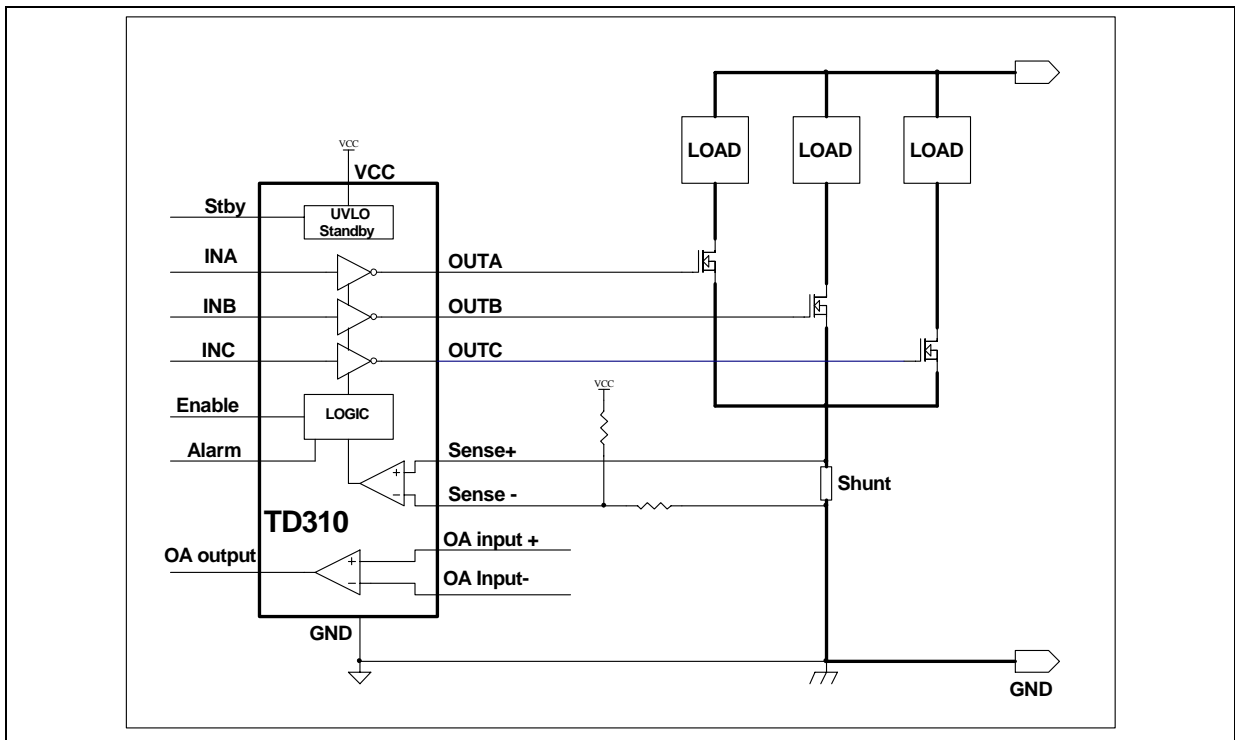 LOAD
LOAD
LOAD
VCC
VCC
Stby
UVLO
Standby
INA
OUTA
INB
OUTB
INC
OUTC
VCC
Enable
LOGIC
Alarm
Sense+
+
-
Sense -
Shunt
TD310
OA output
OA input +
+
-
OA Input-
GND
GND